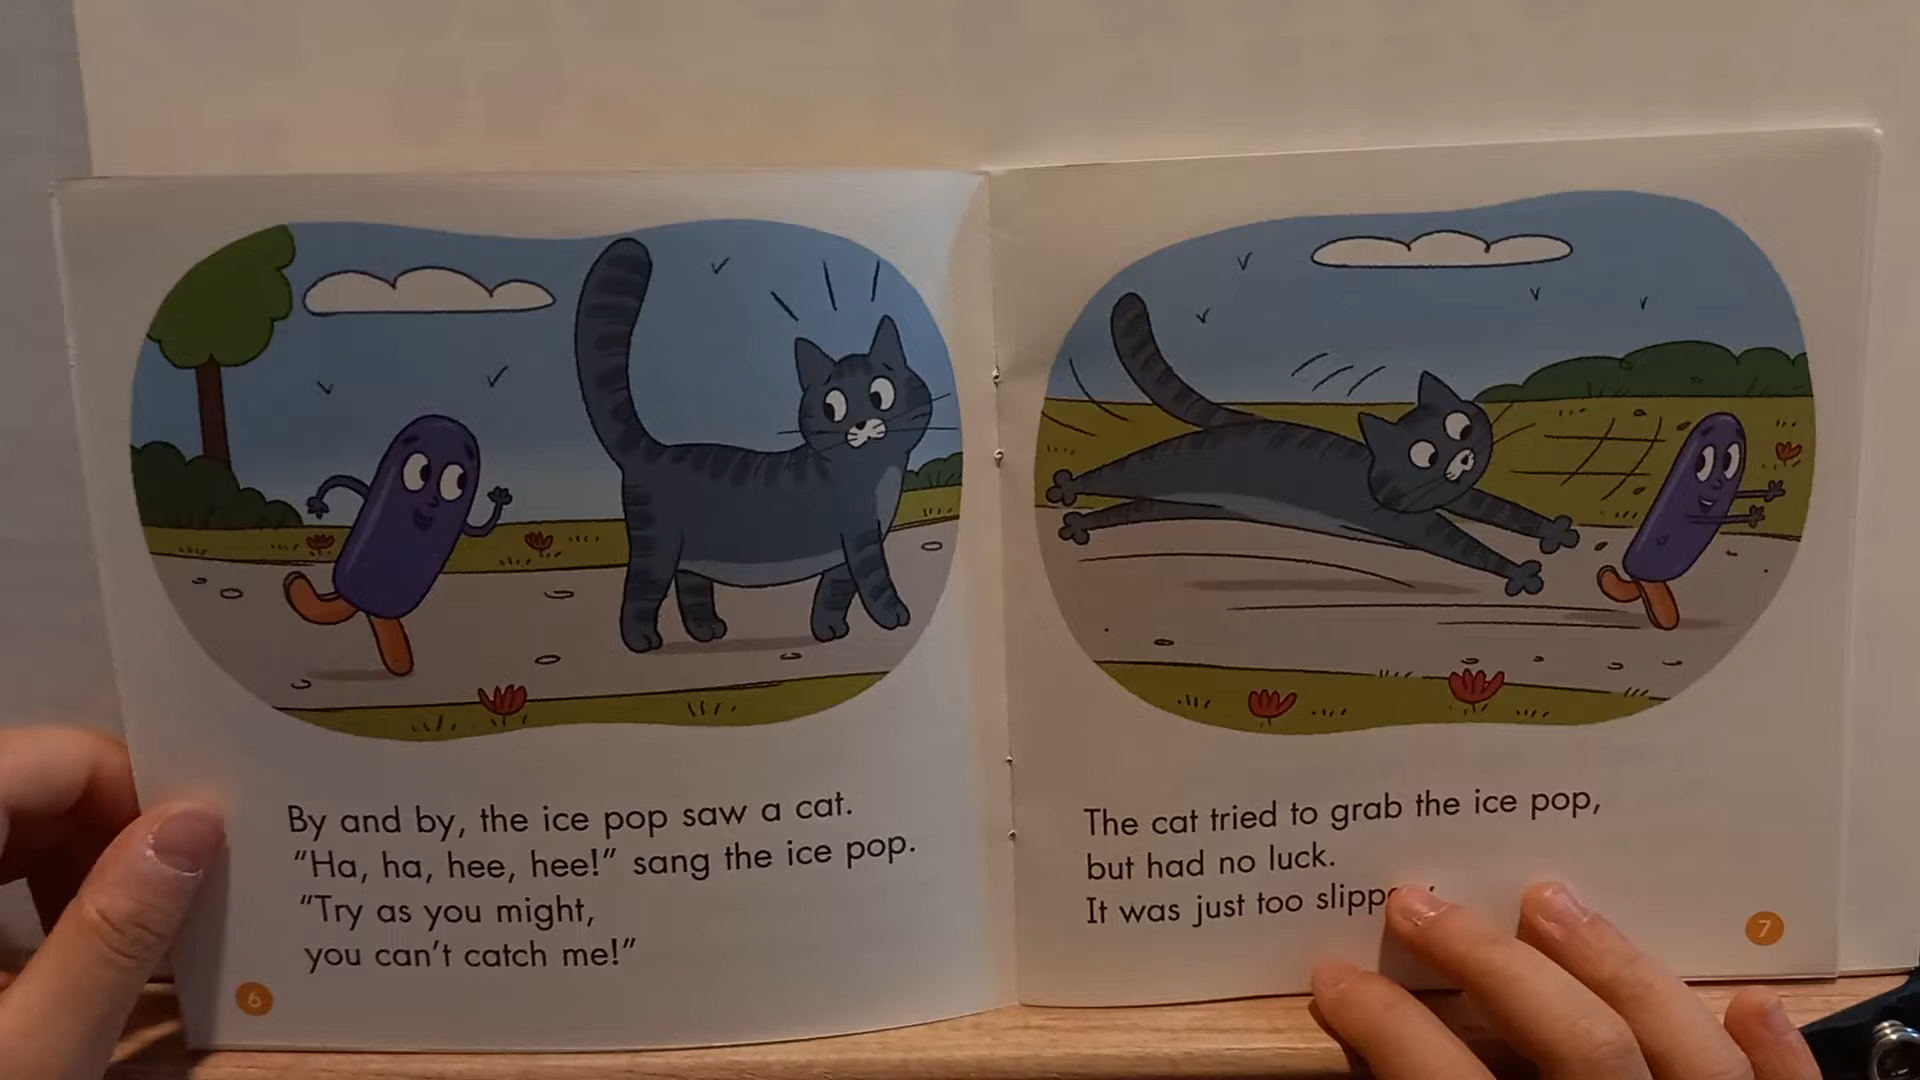 By and by, the ice pop saw a cat.
“Ha, ha, hee, hee!” sang the ice pop.
“Try as you might,
you can’t catch me!”
6
The cat tried to grab the ice pop,
but had no luck.
It was just too
7